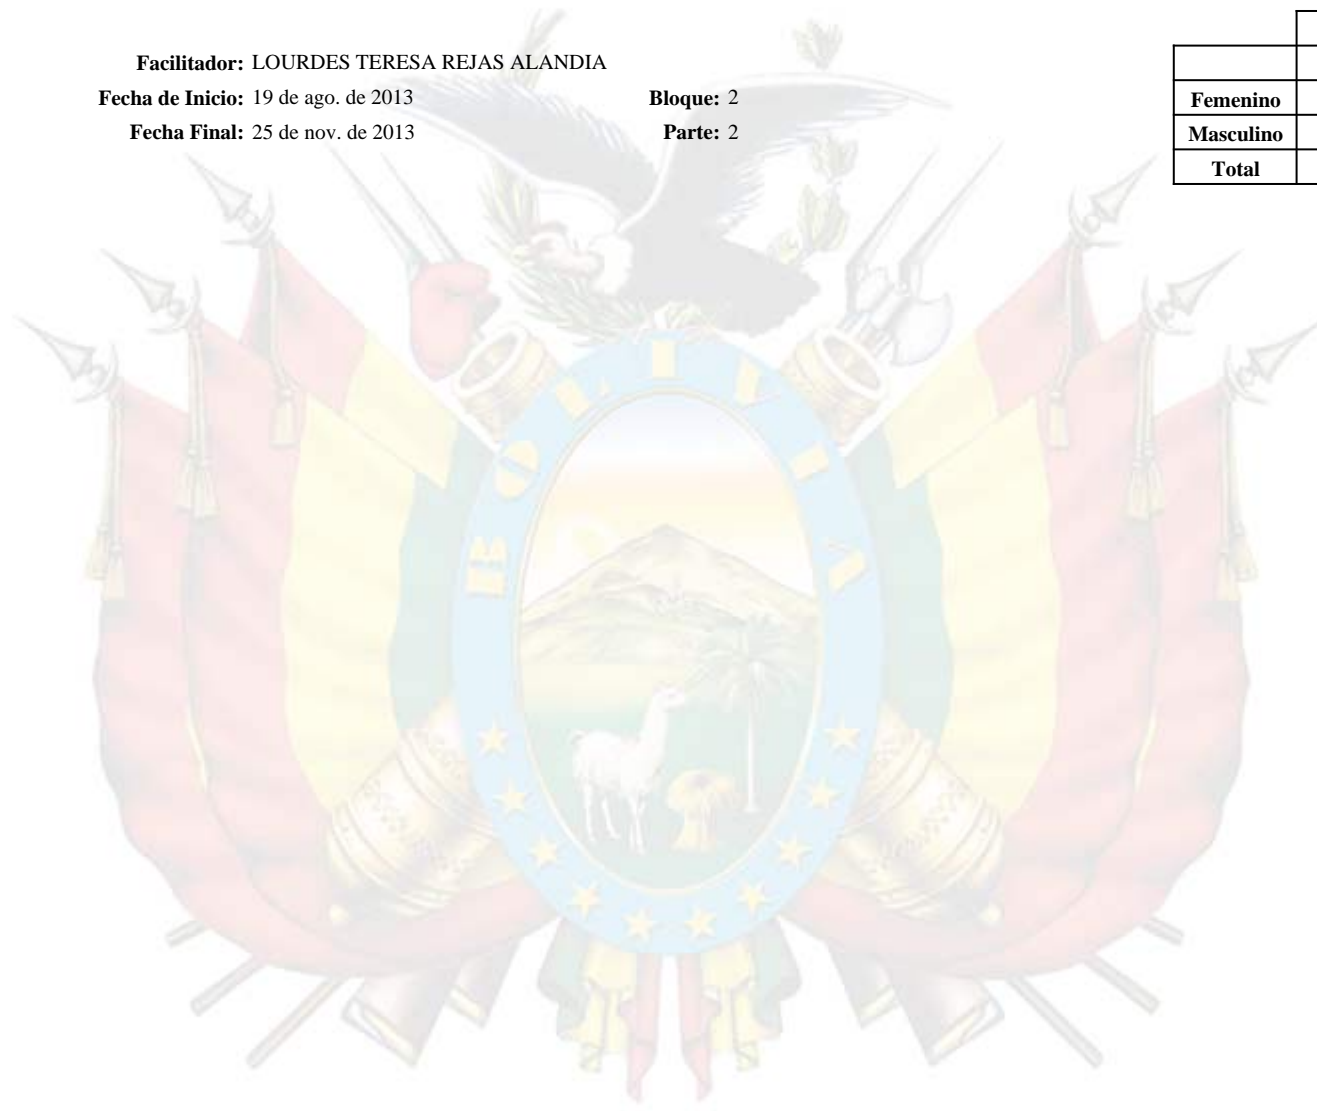 Facilitador: LOURDES TERESA REJAS ALANDIA
Fecha de Inicio: 19 de ago. de 2013 Bloque: 2
Fecha Final: 25 de nov. de 2013 Parte: 2
Femenino
Masculino
Total
BOLIVIA